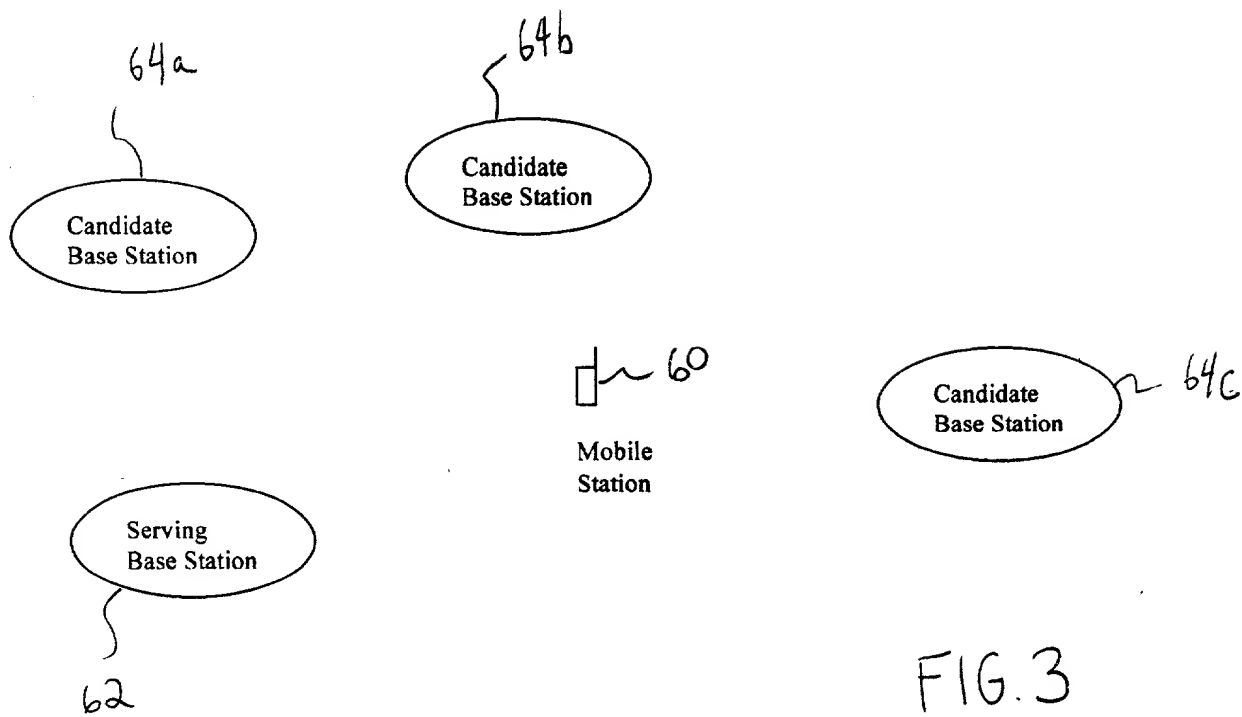 64a
64b
Candidate
Base Station
Candidate
Base Station
60
Mobile
Station
Candidate
Base Station
64c
Serving
Base Station
62
FIG. 3